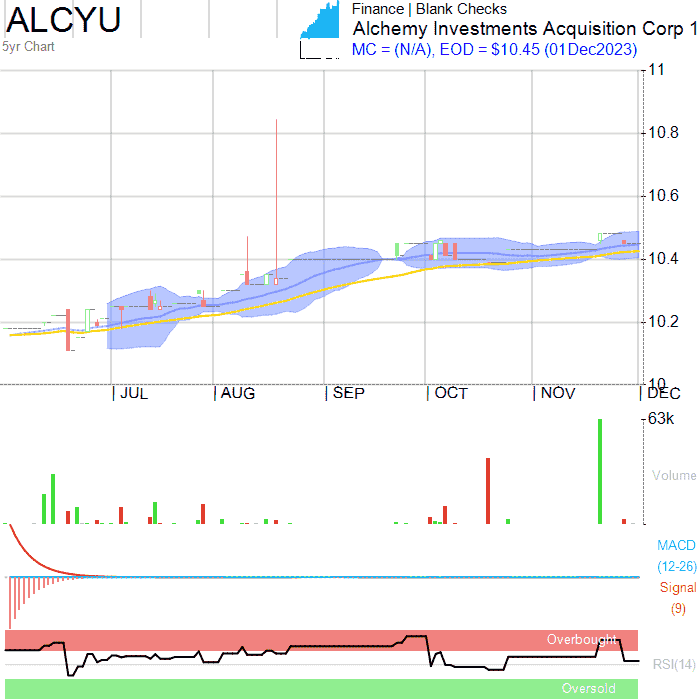 ALCYU
5yr Chart
Finance | Blank Checks
Alchemy Investments Acquisition Corp 1
MC = (N/A), EOD = $10.45 (01Dec2023)
11
10.8
10.6
10.4
10.2
10
JUL
AUG
SEP
OCT
NOV
DEC
63k
Volume
MACD
(12-26)
Signal
(9)
Overbought
RSI(14)
Oversold